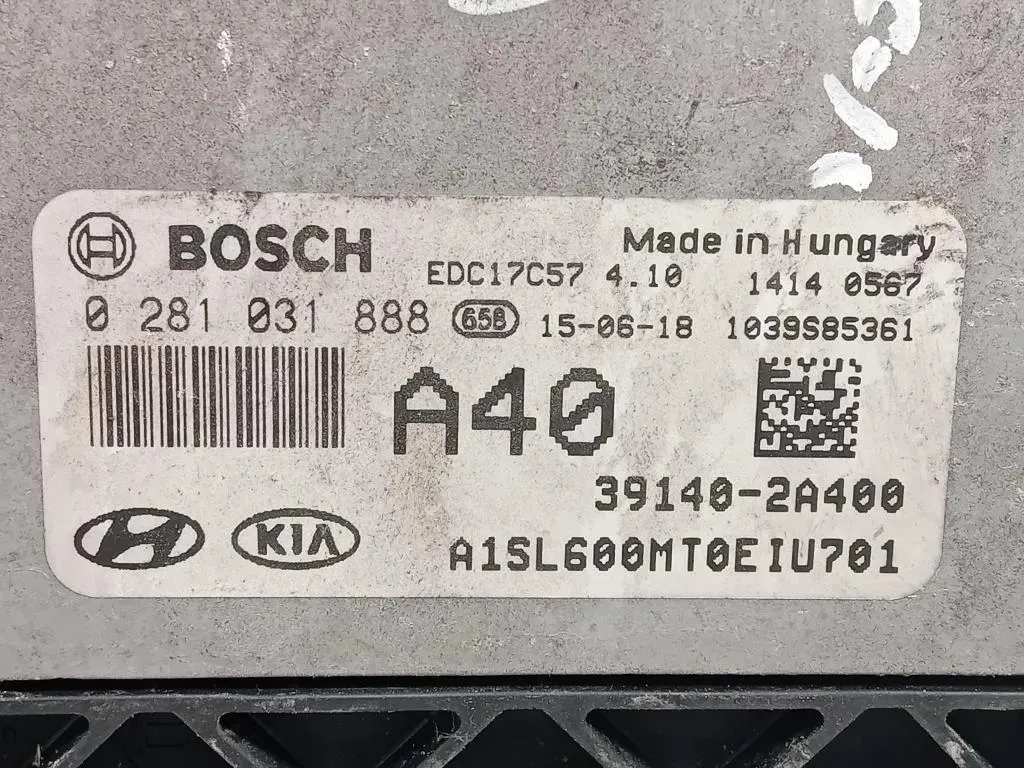 BOSCH
Made in Hungary
EDC17C57 4.10
1414 0567
0 281 031 888
658
15-06-18
1039S85361
A40
39140-2A400
KIA
A1SL600MT0EIU701